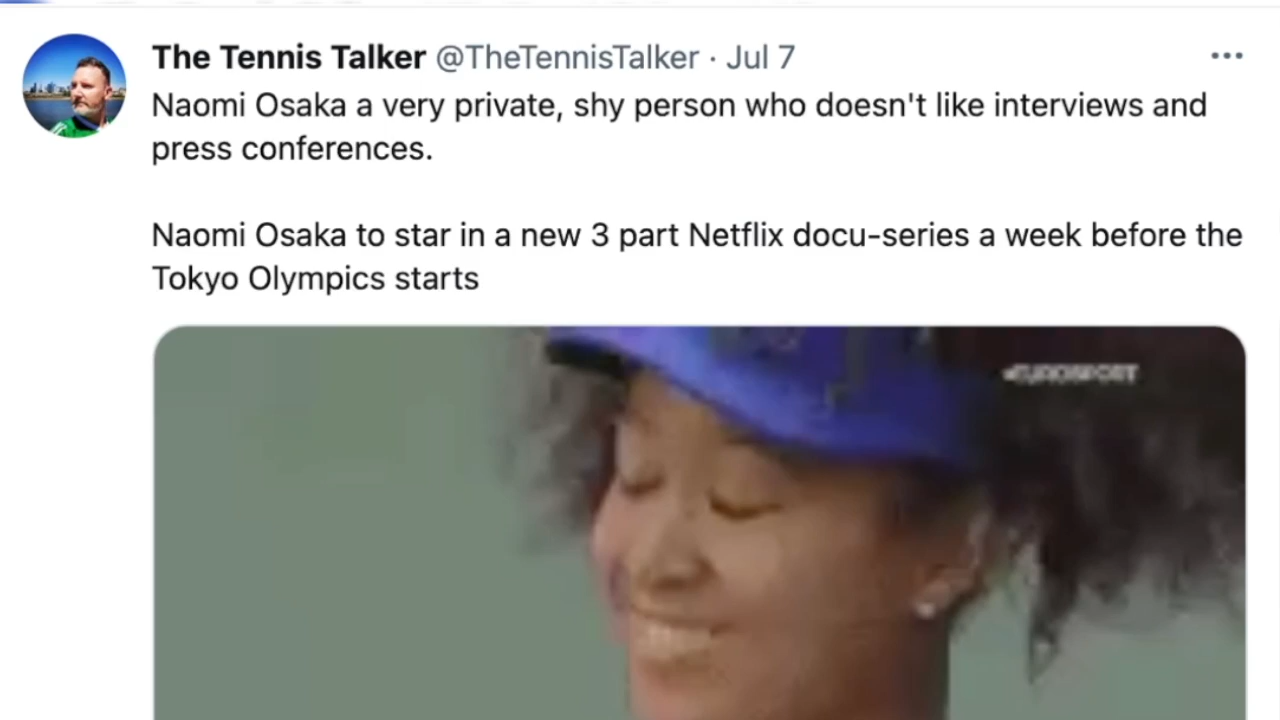 The Tennis Talker @TheTennisTalker · Jul 7
Naomi Osaka a very private, shy person who doesn't like interviews and
press conferences.
Naomi Osaka to star in a new 3 part Netflix docu-series a week before the
Tokyo Olympics starts
EUROSPORT